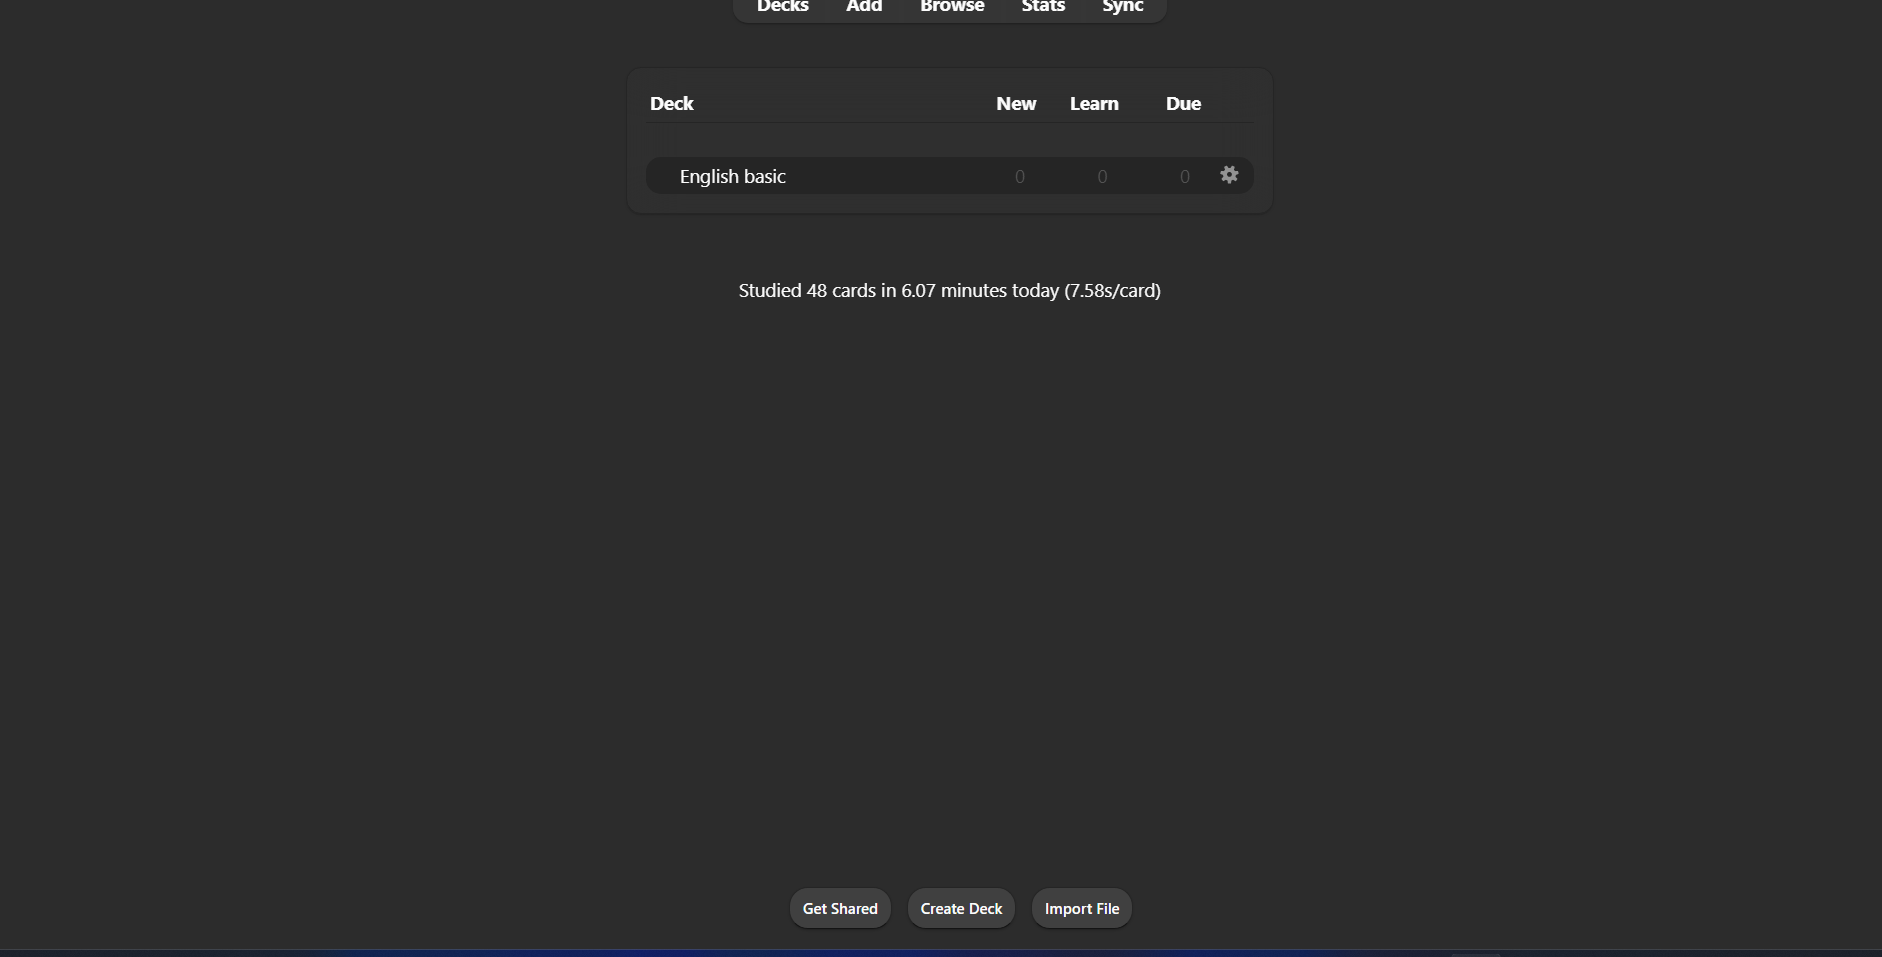 Decks Add Browse Stats Sync
Deck New Learn Due
English basic 0 0 0
Studied 48 cards in 6.07 minutes today (7.58s/card)
Get Shared Create Deck Import File